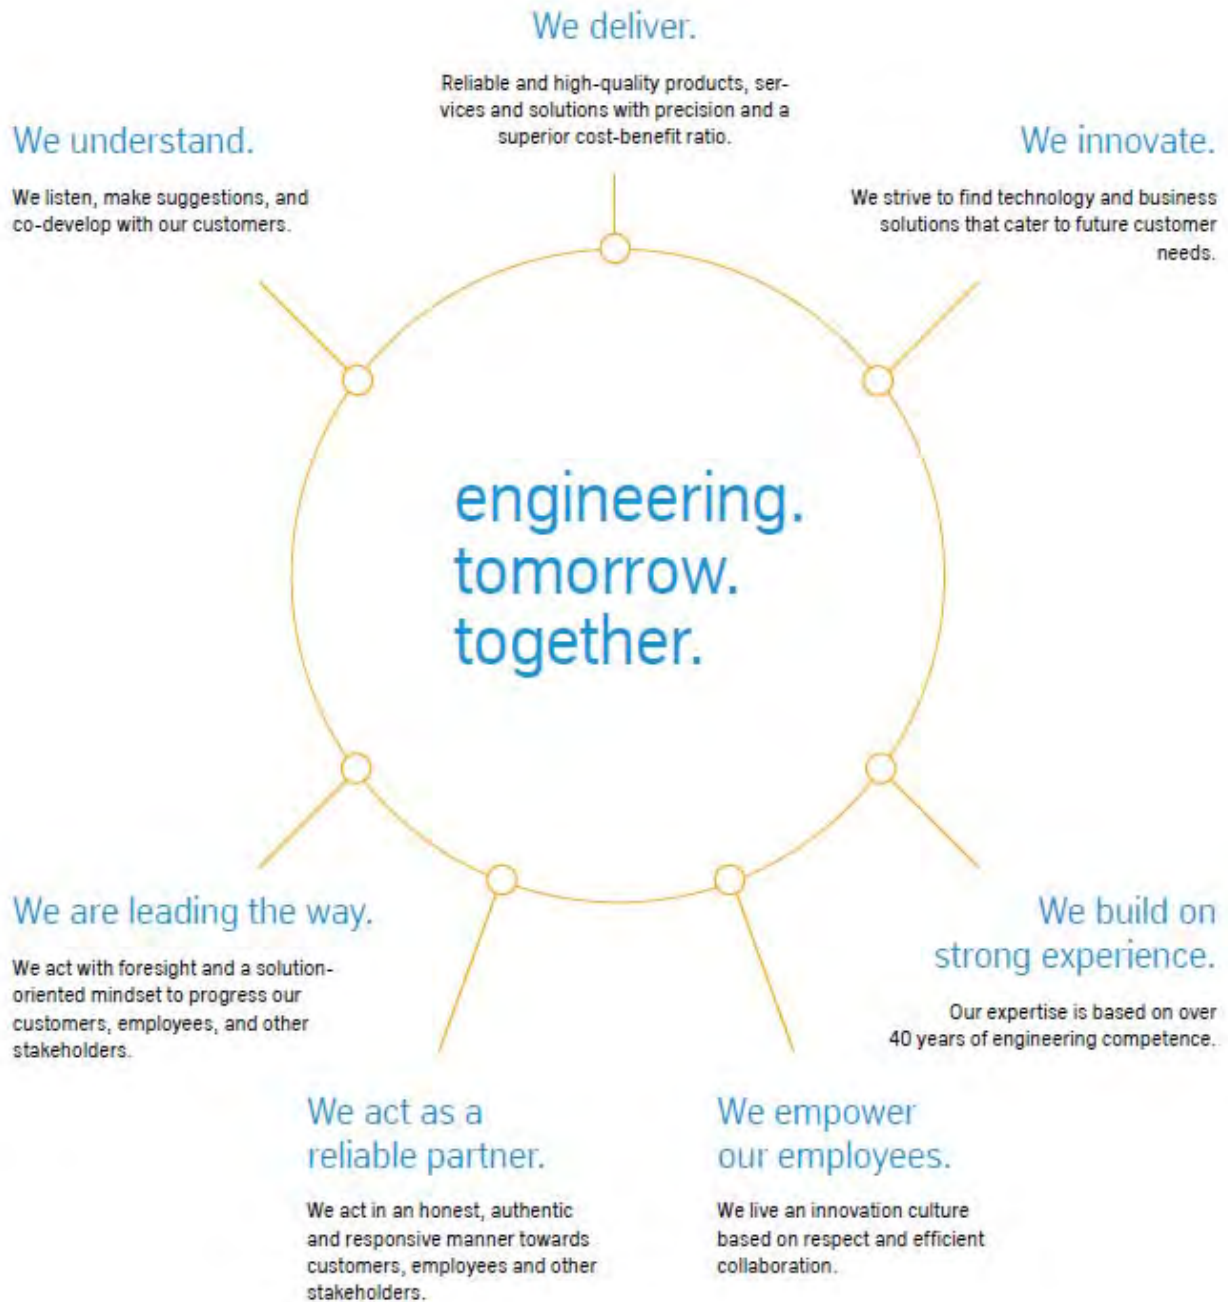 We deliver.
Reliable and high-quality products, ser-
vices and solutions with precision and a
superior cost-benefit ratio.
We understand.
We listen, make suggestions, and
co-develop with our customers.
We innovate.
We strive to find technology and business
solutions that cater to future customer
needs.
engineering.
tomorrow.
together.
We are leading the way.
We act with foresight and a solution-
oriented mindset to progress our
customers, employees, and other
stakeholders.
We build on
strong experience.
Our expertise is based on over
40 years of engineering competence.
We act as a
reliable partner.
We act in an honest, authentic
and responsive manner towards
customers, employees and other
stakeholders.
We empower
our employees.
We live an innovation culture
based on respect and efficient
collaboration.